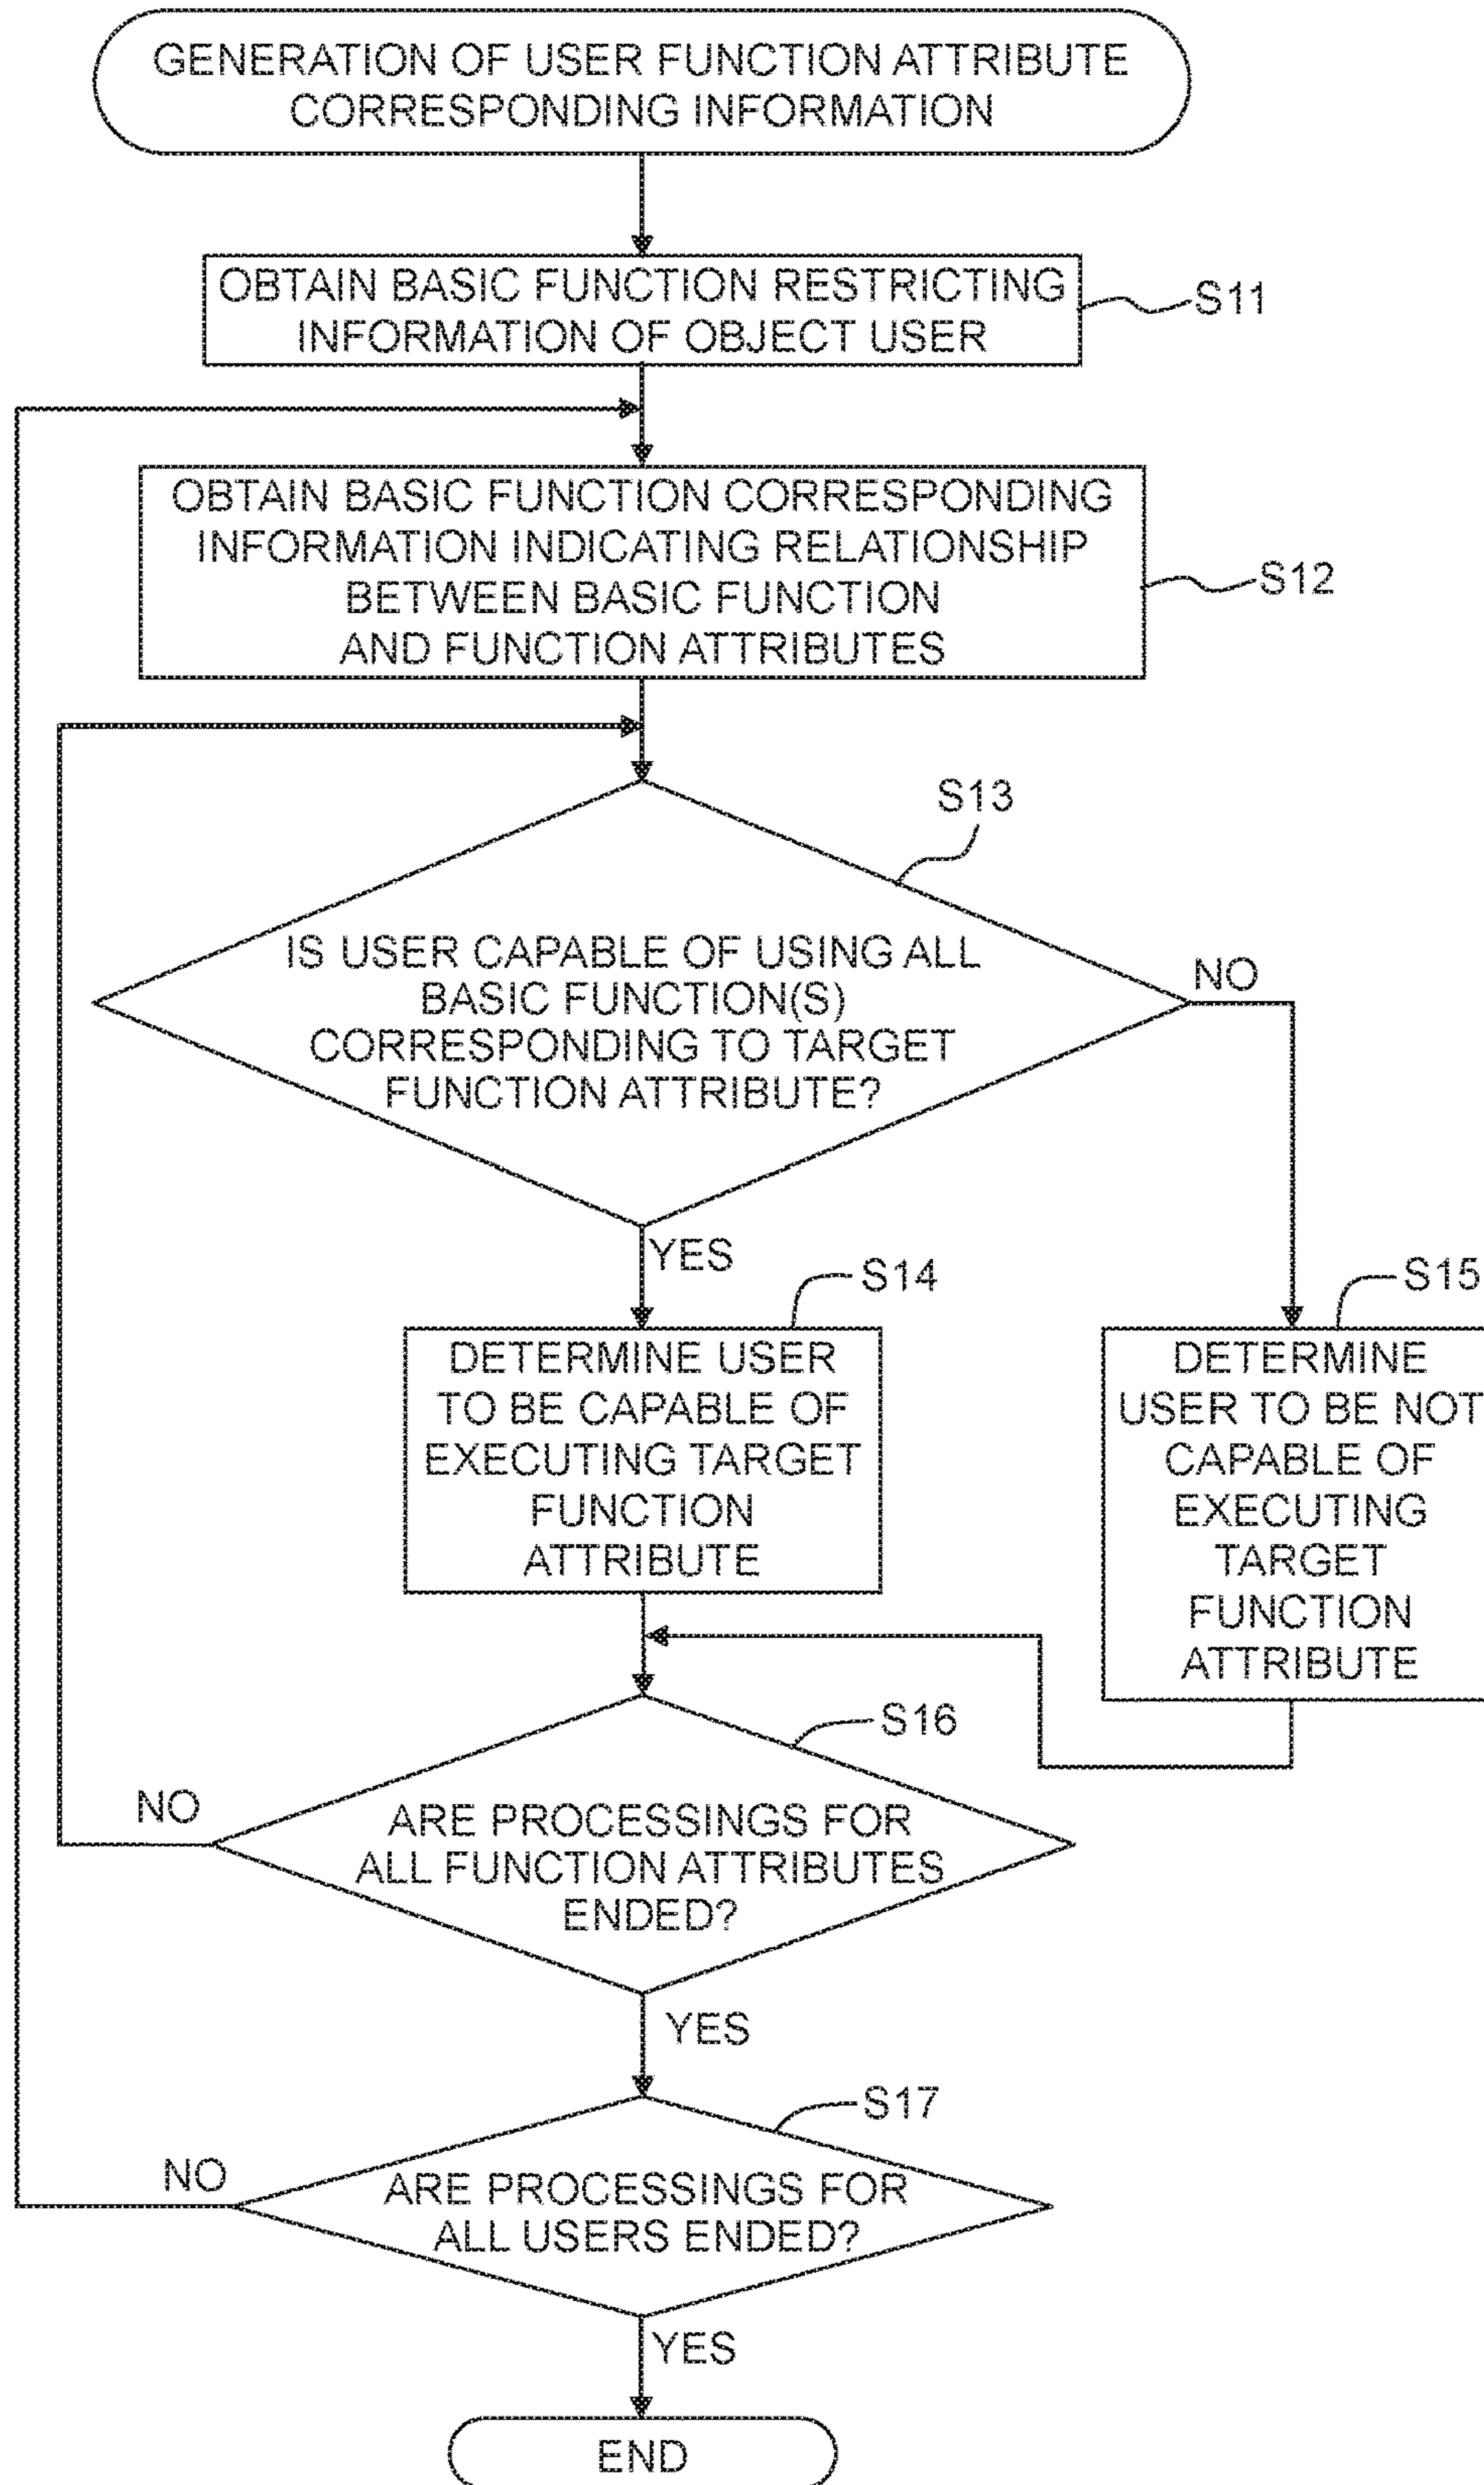 GENERATION OF USER FUNCTION ATTRIBUTE
CORRESPONDING INFORMATION
OBTAIN BASIC FUNCTION RESTRICTING
INFORMATION OF OBJECT USER
S11
OBTAIN BASIC FUNCTION CORRESPONDING
INFORMATION INDICATING RELATIONSHIP
BETWEEN BASIC FUNCTION
AND FUNCTION ATTRIBUTES
S12
S13
IS USER CAPABLE OF USING ALL
BASIC FUNCTION(S)
CORRESPONDING TO TARGET
FUNCTION ATTRIBUTE?
NO
YES
S14
DETERMINE USER
TO BE CAPABLE OF
EXECUTING TARGET
FUNCTION
ATTRIBUTE
S15
DETERMINE
USER TO BE NOT
CAPABLE OF
EXECUTING
TARGET
FUNCTION
ATTRIBUTE
S16
NO
ARE PROCESSINGS FOR
ALL FUNCTION ATTRIBUTES
ENDED?
YES
S17
NO
ARE PROCESSINGS FOR
ALL USERS ENDED?
YES
END